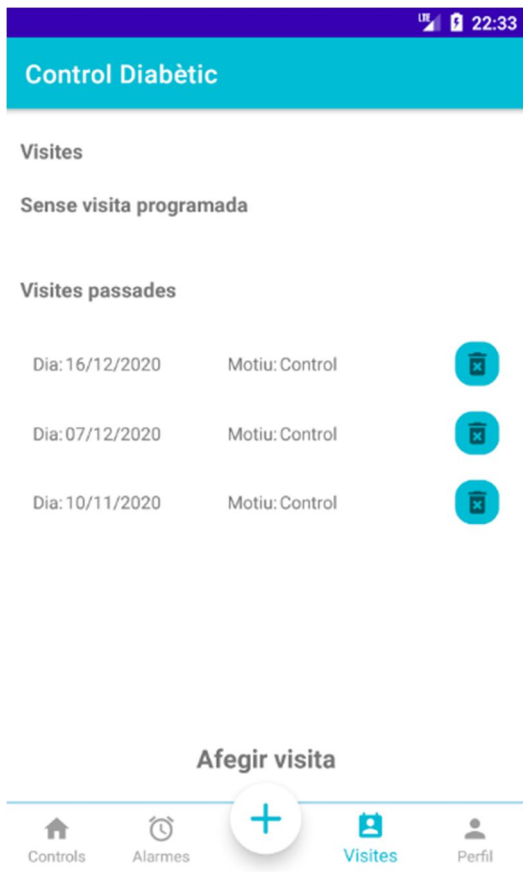 LTE 22:33
Control Diabètic
Visites
Sense visita programada
Visites passades
Dia: 16/12/2020 Motiu: Control
Dia: 07/12/2020 Motiu: Control
Dia: 10/11/2020 Motiu: Control
Afegir visita
Controls Alarmes Visites Perfil